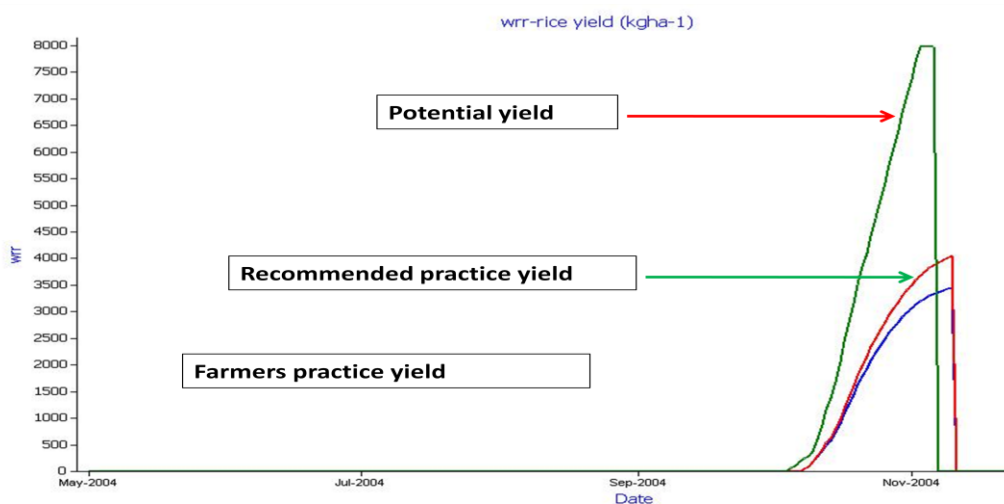 wrr-rice yield (kgha-1)
8000
7500
7000
6500
6000
5500
5000
4500
4000
3500
3000
2500
2000
1500
1000
500
0
wrr
Potential yield
Recommended practice yield
Farmers practice yield
May-2004 Jul-2004 Sep-2004 Nov-2004
Date